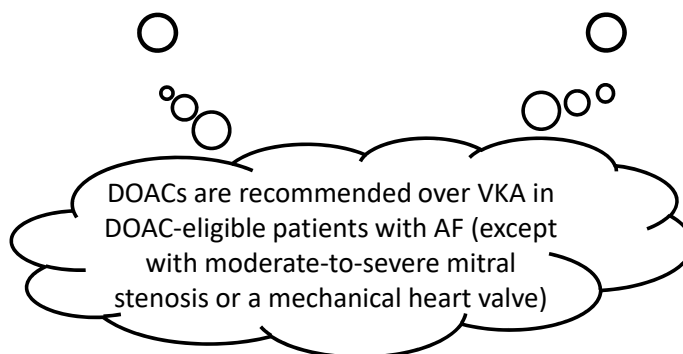 DOACs are recommended over VKA in
DOAC-eligible patients with AF (except
with moderate-to-severe mitral
stenosis or a mechanical heart valve)